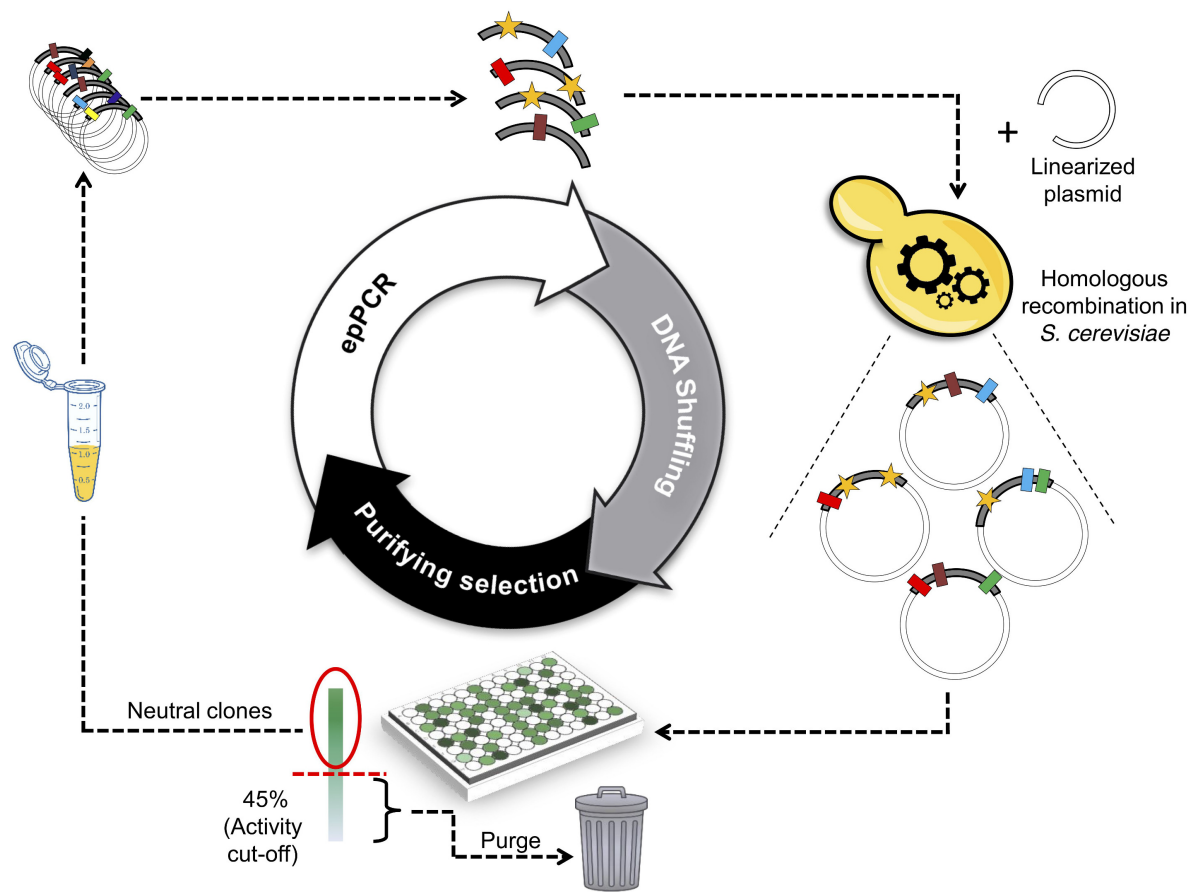 +
Linearized
plasmid
Homologous
recombination in
S. cerevisiae
epPCR
DNA Shuffling
Purifying selection
2.0
1.5
1.0
0.5
Neutral clones
45%
(Activity
cut-off)
Purge